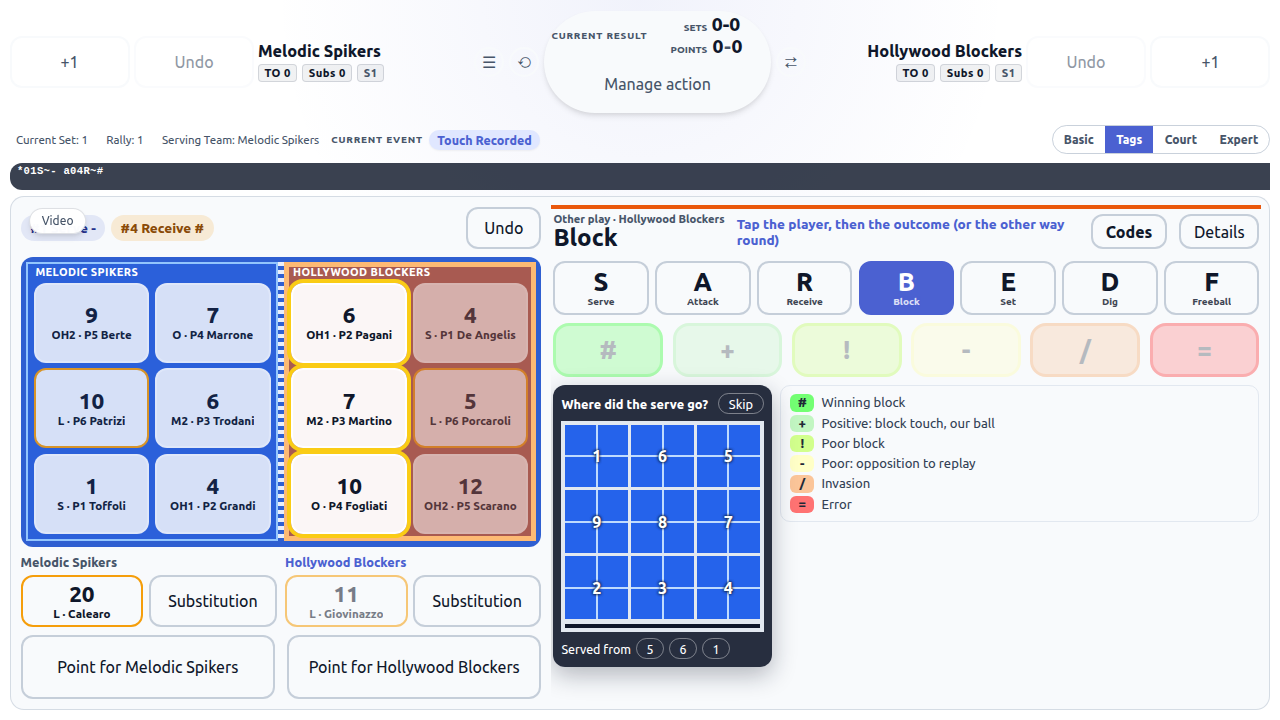 +1
Undo
Melodic Spikers
TO 0 Subs 0 S1
☰
CURRENT RESULT
SETS 0-0
POINTS 0-0
Manage action
⇄
Hollywood Blockers
TO 0 Subs 0 S1
Undo
+1
Current Set: 1 Rally: 1 Serving Team: Melodic Spikers CURRENT EVENT Touch Recorded
Basic Tags Court Expert
*01S~- a04R~#
Video
#4 Receive #
Undo
MELODIC SPIKERS
HOLLYWOOD BLOCKERS
9
OH2 · P5 Berte
7
O · P4 Marrone
6
OH1 · P2 Pagani
4
S · P1 De Angelis
10
L · P6 Patrizi
6
M2 · P3 Trodani
7
M2 · P3 Martino
5
L · P6 Porcaroli
1
S · P1 Toffoli
4
OH1 · P2 Grandi
10
O · P4 Fogliati
12
OH2 · P5 Scarano
Melodic Spikers
Hollywood Blockers
20
L · Calearo
Substitution
11
L · Giovinazzo
Substitution
Point for Melodic Spikers
Point for Hollywood Blockers
Other play · Hollywood Blockers
Block
Tap the player, then the outcome (or the other way
round)
Codes
Details
S
Serve
A
Attack
R
Receive
B
Block
E
Set
D
Dig
F
Freeball
# + ! - / =
Where did the serve go? Skip
1 6 5
9 8 7
2 3 4
Served from 5 6 1
# Winning block
+ Positive: block touch, our ball
! Poor block
- Poor: opposition to replay
/ Invasion
= Error